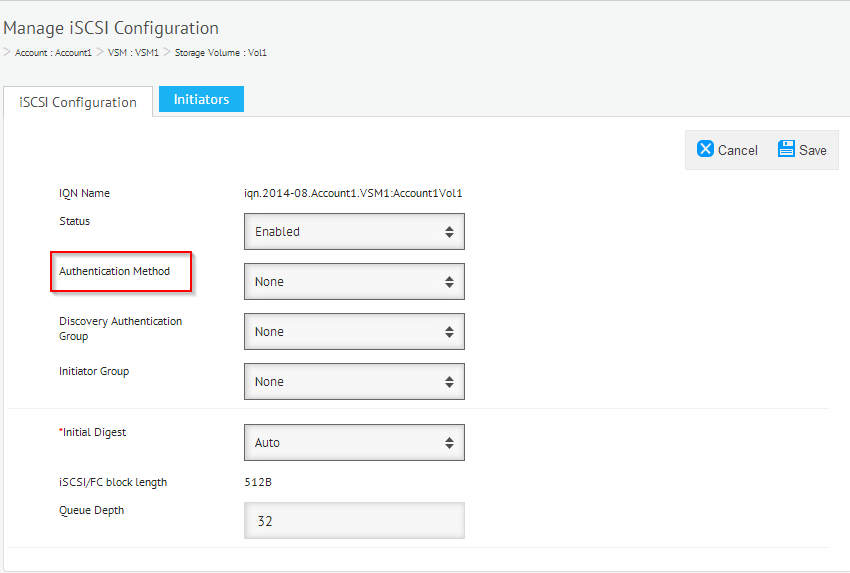 Manage iSCSI Configuration
> Account : Account1 > VSM : VSM1 > Storage Volume : Vol1
iSCSI Configuration
Initiators
Cancel
Save
IQN Name
iqn.2014-08.Account1.VSM1:Account1Vol1
Status
Enabled
Authentication Method
None
Discovery Authentication
Group
None
Initiator Group
None
*Initial Digest
Auto
iSCSI/FC block length
512B
Queue Depth
32